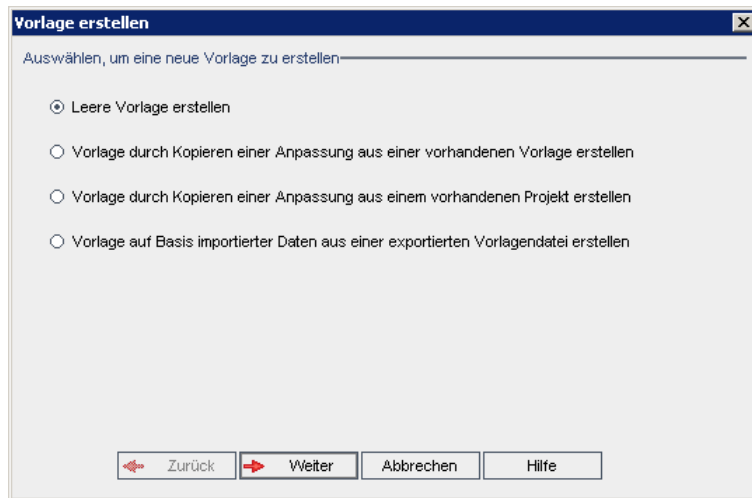 Vorlage erstellen
Auswählen, um eine neue Vorlage zu erstellen
Leere Vorlage erstellen
Vorlage durch Kopieren einer Anpassung aus einer vorhandenen Vorlage erstellen
Vorlage durch Kopieren einer Anpassung aus einem vorhandenen Projekt erstellen
Vorlage auf Basis importierter Daten aus einer exportierten Vorlagendatei erstellen
Zurück Weiter Abbrechen Hilfe